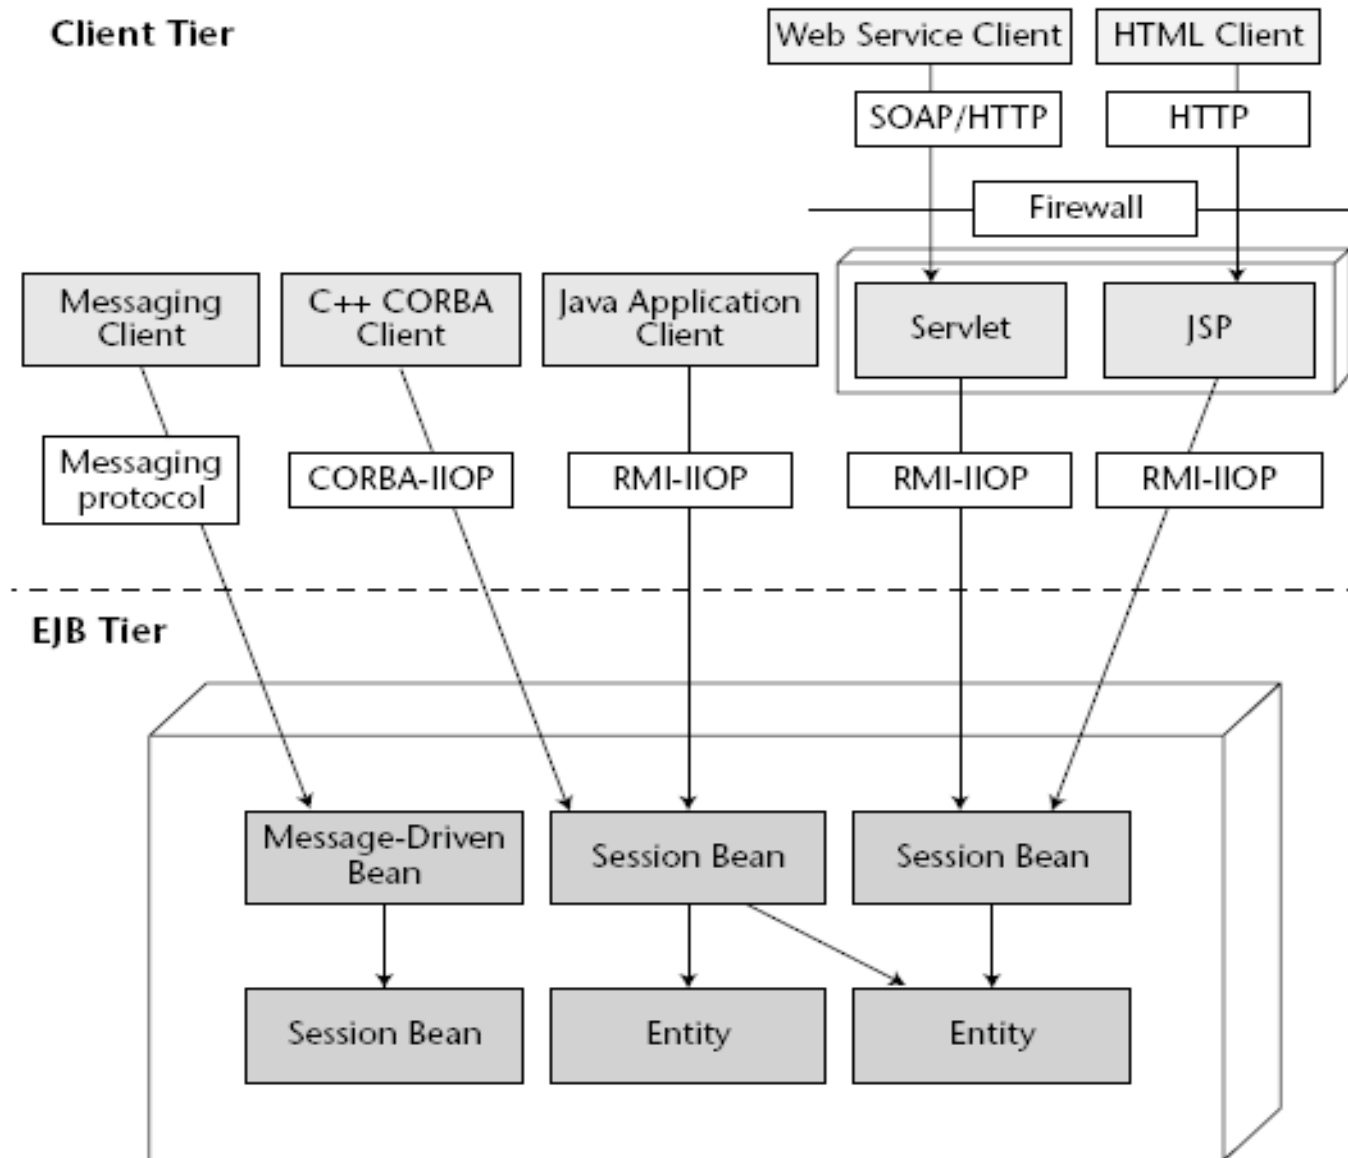 Client Tier
Web Service Client
HTML Client
SOAP/HTTP
HTTP
Firewall
Messaging
Client
C++ CORBA
Client
Java Application
Client
Servlet
JSP
Messaging
protocol
CORBA-IIOP
RMI-IIOP
RMI-IIOP
RMI-IIOP
EJB Tier
Message-Driven
Bean
Session Bean
Session Bean
Session Bean
Entity
Entity